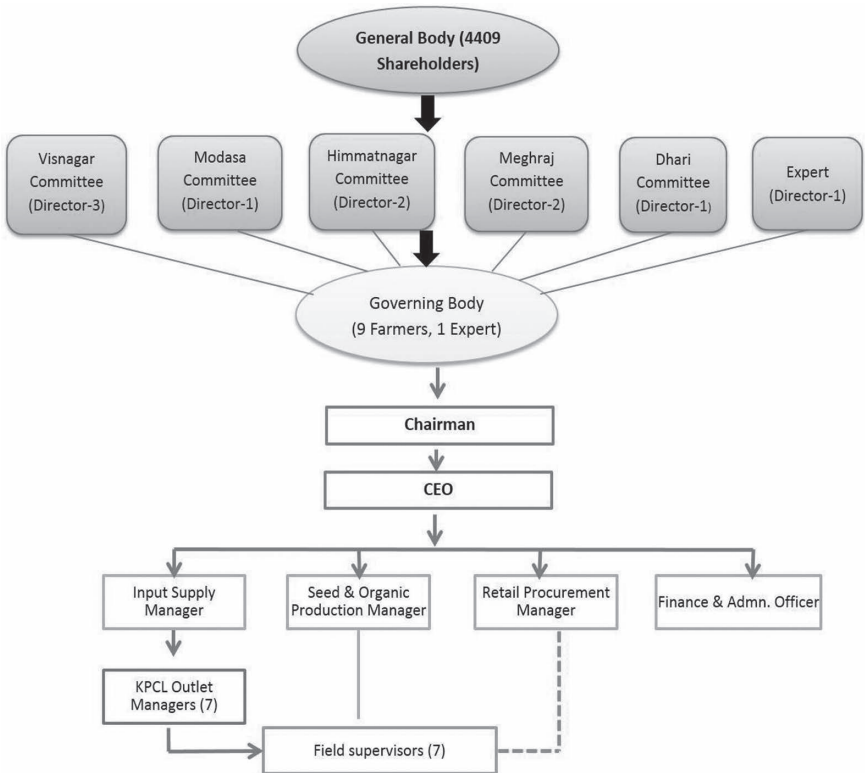 General Body (4409
Shareholders)
Visnagar
Committee
(Director-3)
Modasa
Committee
(Director-1)
Himmatnagar
Committee
(Director-2)
Meghraj
Committee
(Director-2)
Dhari
Committee
(Director-1)
Expert
(Director-1)
Governing Body
(9 Farmers, 1 Expert)
Chairman
CEO
Input Supply
Manager
Seed & Organic
Production Manager
Retail Procurement
Manager
Finance & Admn. Officer
KPCL Outlet
Managers (7)
Field supervisors (7)